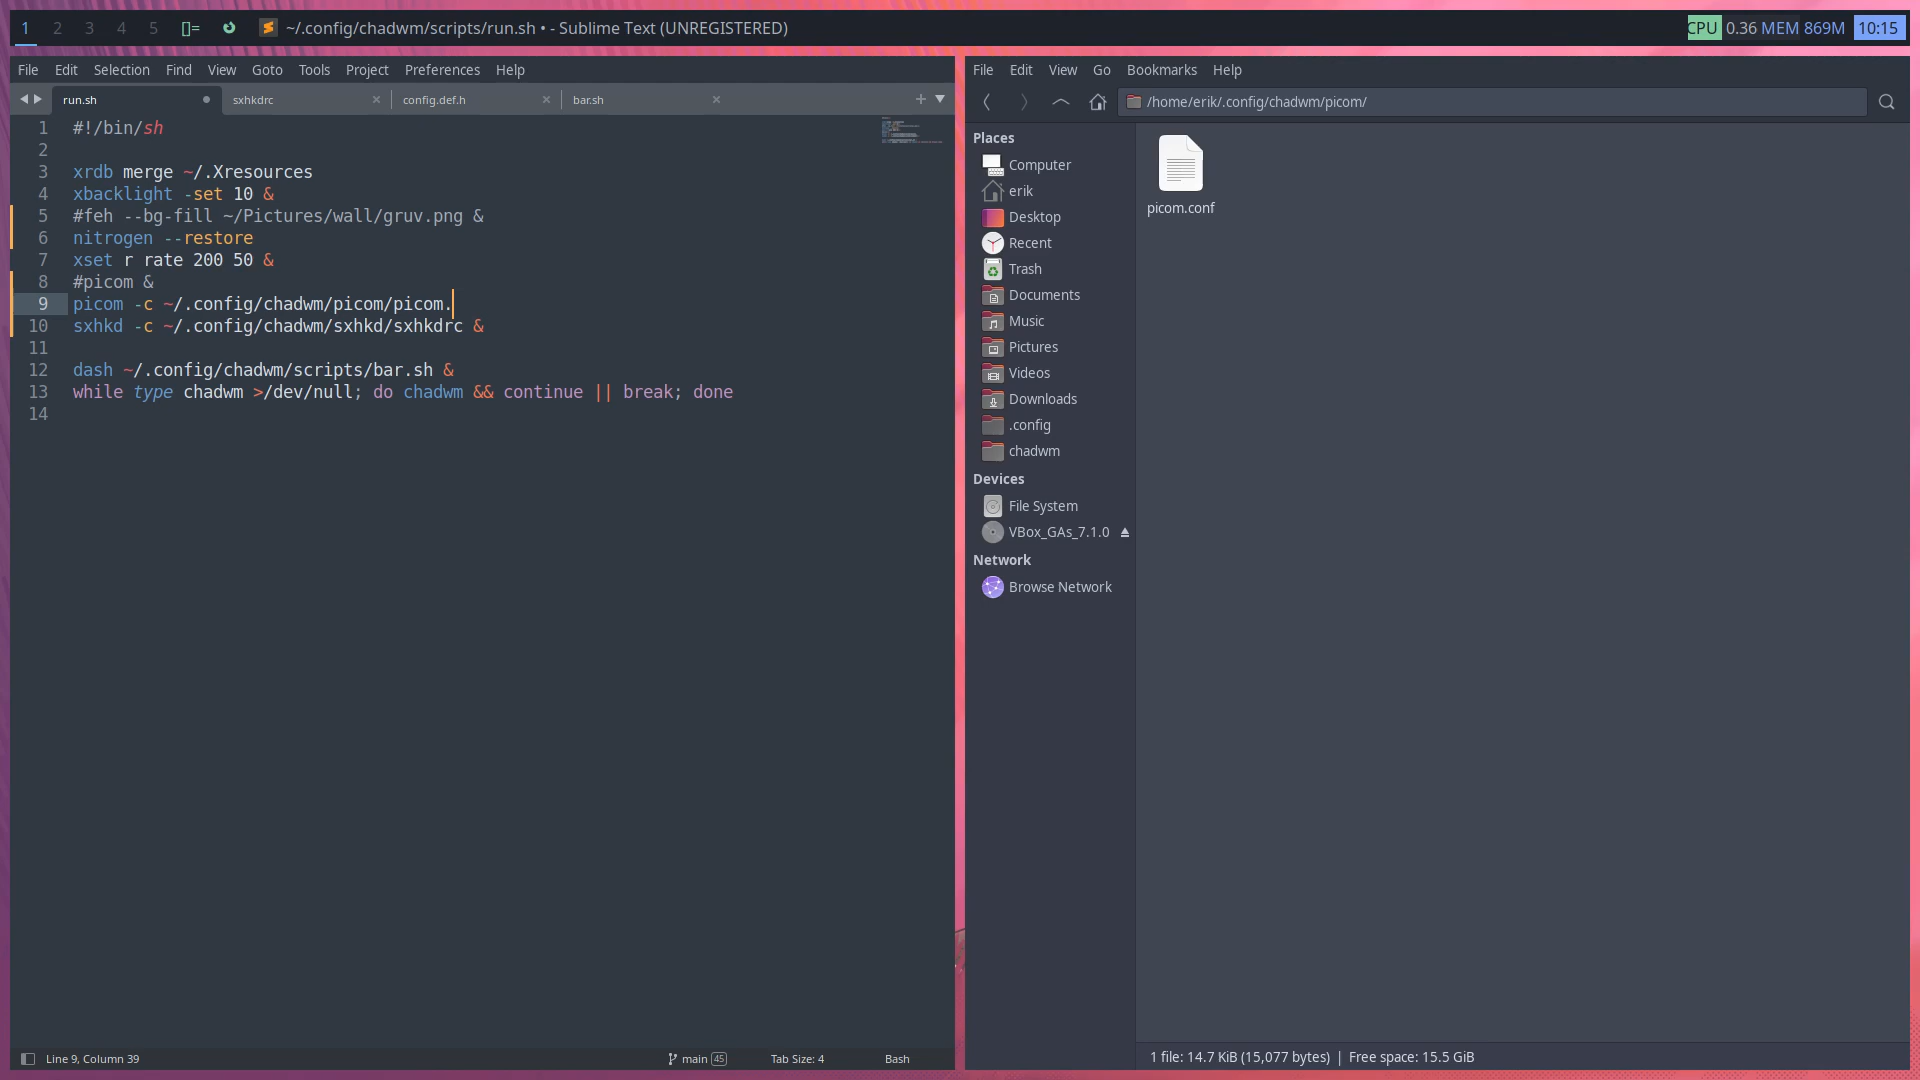 1 2 3 4 5 []= ~/.config/chadwm/scripts/run.sh • - Sublime Text (UNREGISTERED) CPU 0.36 MEM 869M 10:15
File Edit Selection Find View Goto Tools Project Preferences Help
run.sh sxhkdrc config.def.h bar.sh
1 #!/bin/sh
2
3 xrdb merge ~/.Xresources
4 xbacklight -set 10 &
5 #feh --bg-fill ~/Pictures/wall/gruv.png &
6 nitrogen --restore
7 xset r rate 200 50 &
8 #picom &
9 picom -c ~/.config/chadwm/picom/picom.
10 sxhkd -c ~/.config/chadwm/sxhkd/sxhkdrc &
11
12 dash ~/.config/chadwm/scripts/bar.sh &
13 while type chadwm >/dev/null; do chadwm && continue || break; done
14
Line 9, Column 39 main 45 Tab Size: 4 Bash
File Edit View Go Bookmarks Help
/home/erik/.config/chadwm/picom/
Places
Computer
erik
Desktop
Recent
Trash
Documents
Music
Pictures
Videos
Downloads
.config
chadwm
Devices
File System
VBox_GAs_7.1.0
Network
Browse Network
picom.conf
1 file: 14.7 KiB (15,077 bytes) | Free space: 15.5 GiB